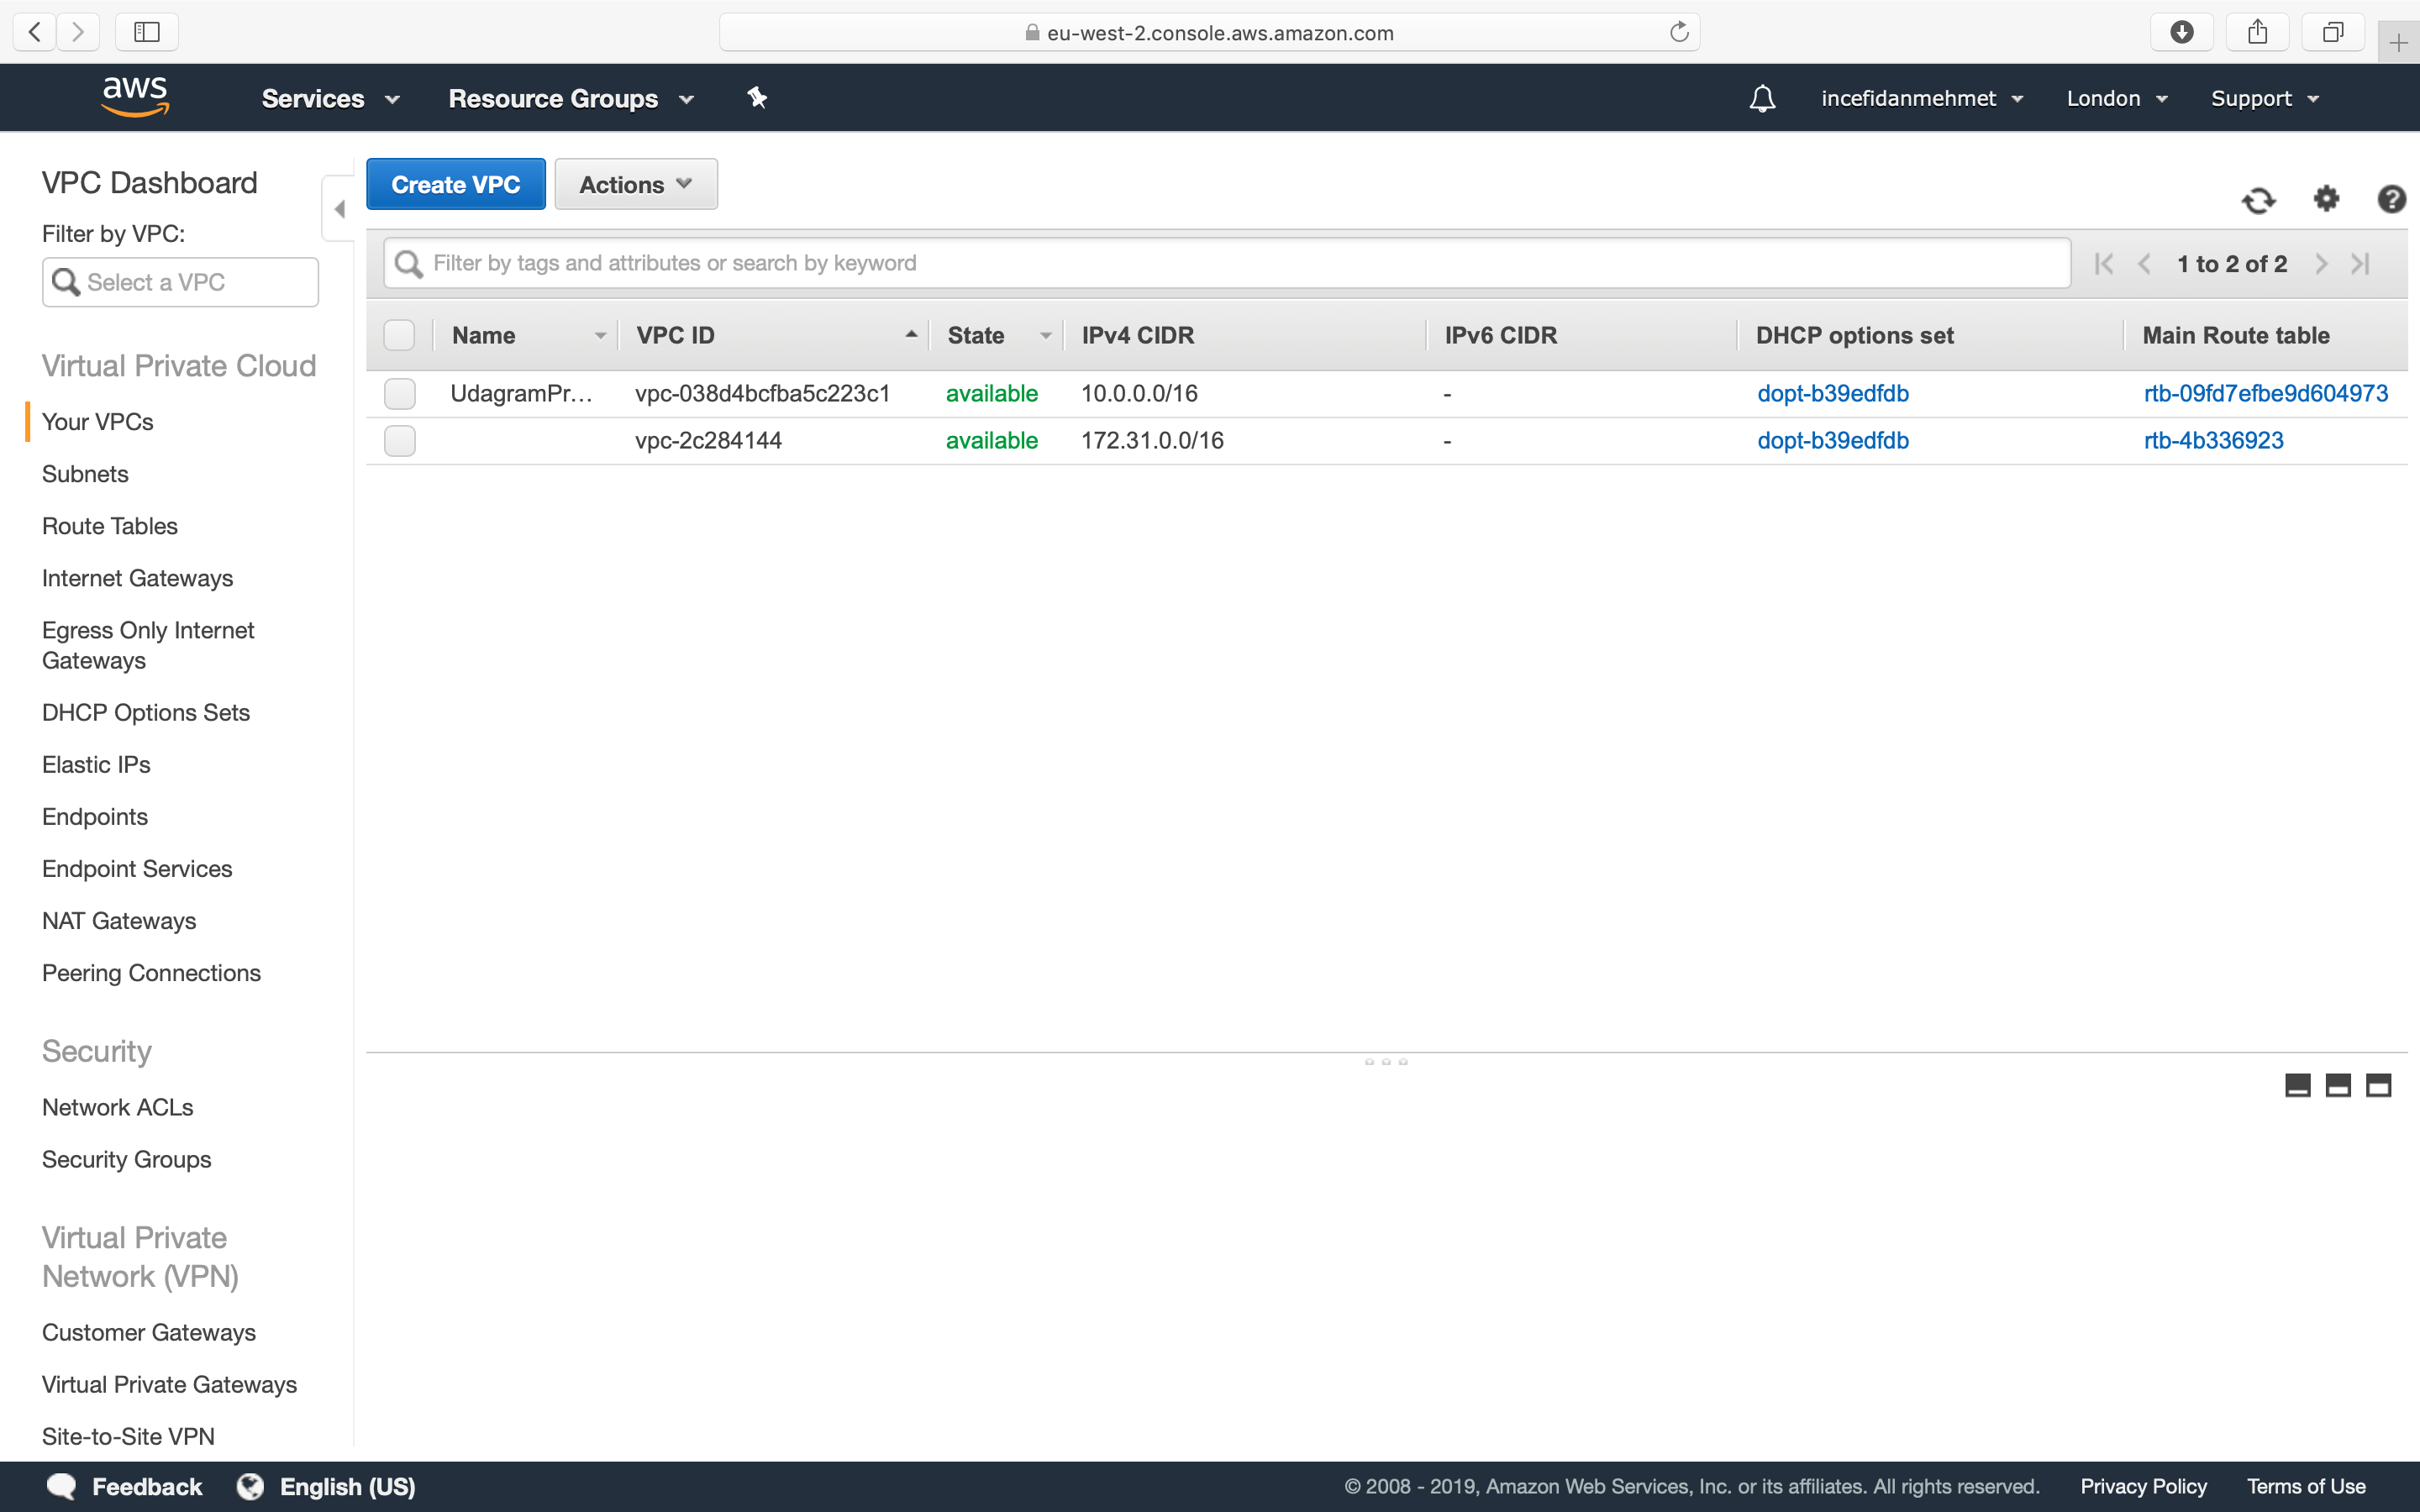 eu-west-2.console.aws.amazon.com
aws Services Resource Groups incefidanmehmet London Support
VPC Dashboard
Filter by VPC:
Select a VPC
Virtual Private Cloud
Your VPCs
Subnets
Route Tables
Internet Gateways
Egress Only Internet
Gateways
DHCP Options Sets
Elastic IPs
Endpoints
Endpoint Services
NAT Gateways
Peering Connections
Security
Network ACLs
Security Groups
Virtual Private
Network (VPN)
Customer Gateways
Virtual Private Gateways
Site-to-Site VPN
Create VPC Actions
Filter by tags and attributes or search by keyword 1 to 2 of 2
Name VPC ID State IPv4 CIDR IPv6 CIDR DHCP options set Main Route table
UdagramPr... vpc-038d4bcfba5c223c1 available 10.0.0.0/16 - dopt-b39edfdb rtb-09fd7efbe9d604973
vpc-2c284144 available 172.31.0.0/16 - dopt-b39edfdb rtb-4b336923
Feedback English (US) © 2008 - 2019, Amazon Web Services, Inc. or its affiliates. All rights reserved. Privacy Policy Terms of Use